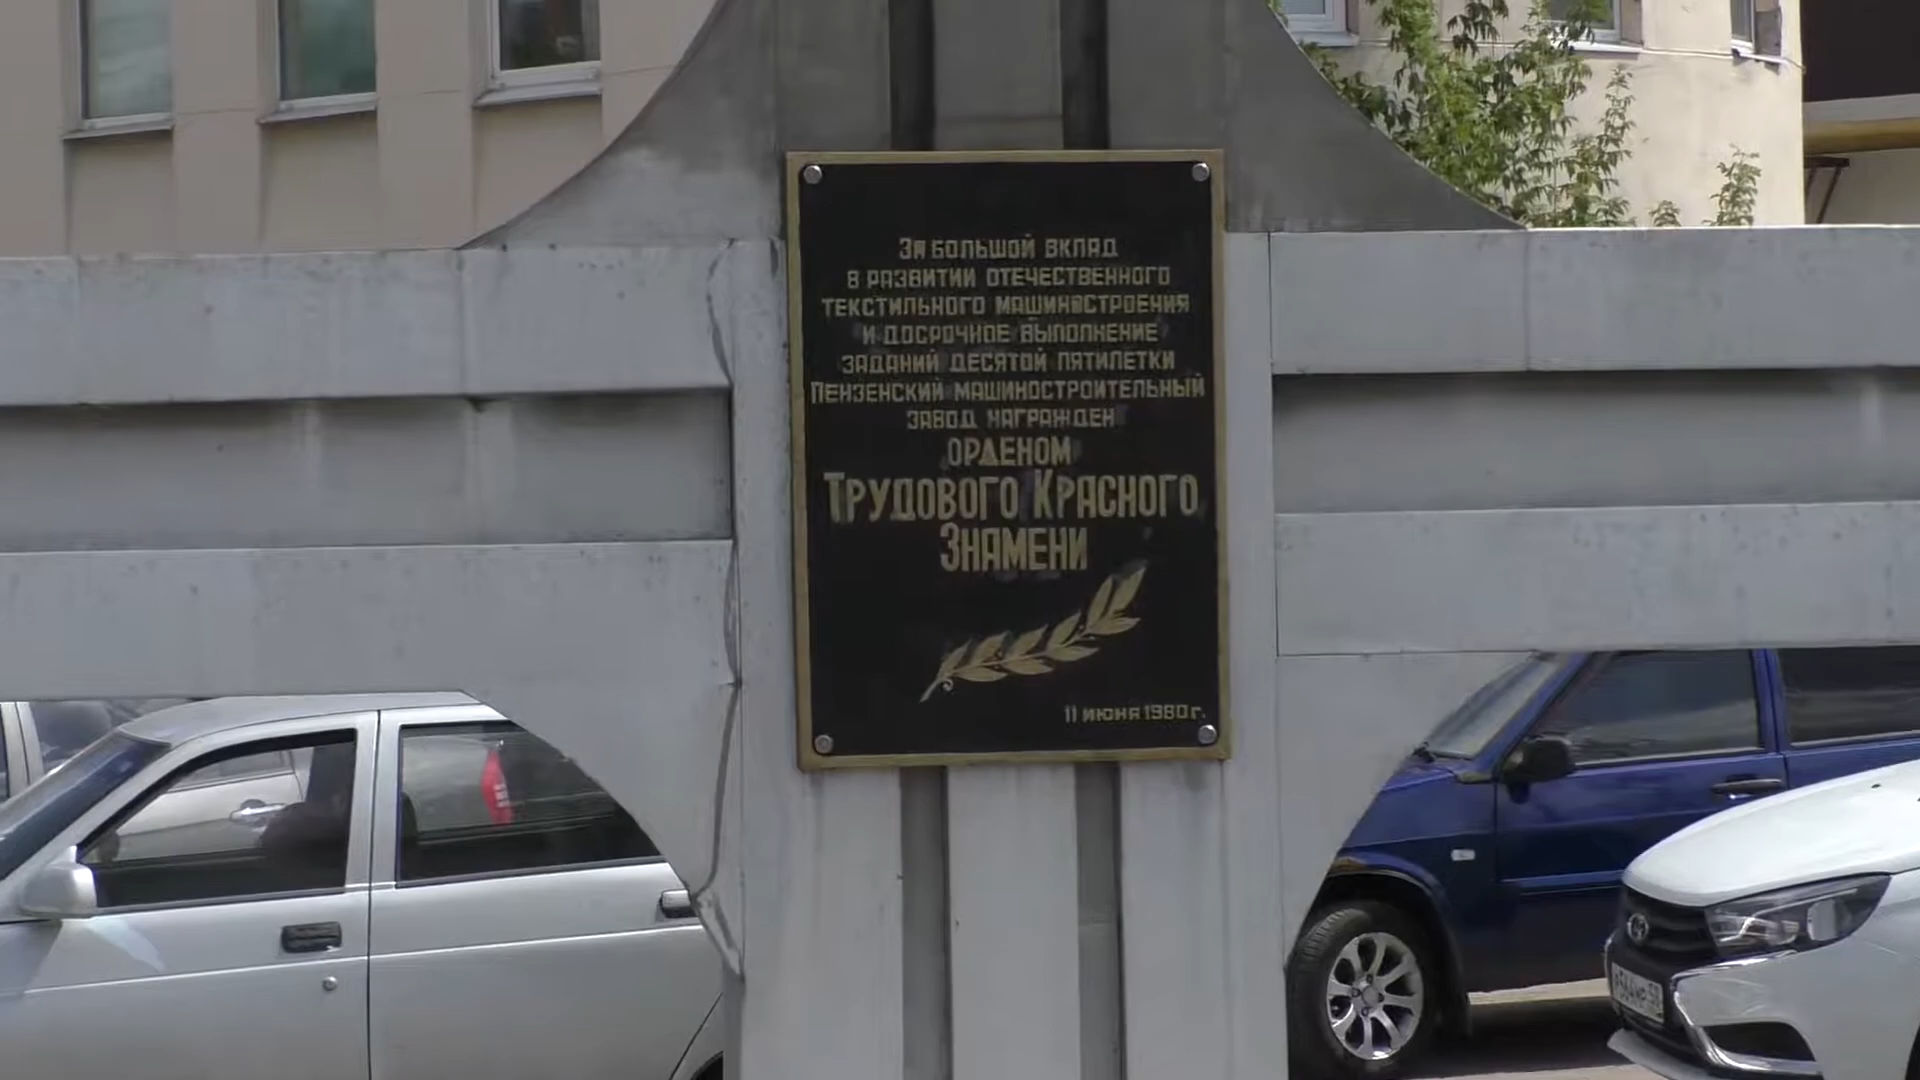 За большой вклад
в развитии отечественного
текстильного машиностроения
и досрочное выполнение
заданий десятой пятилетки
Пензенский машиностроительный
завод награжден
орденом
Трудового Красного
Знамени
11 июня 1980 г.